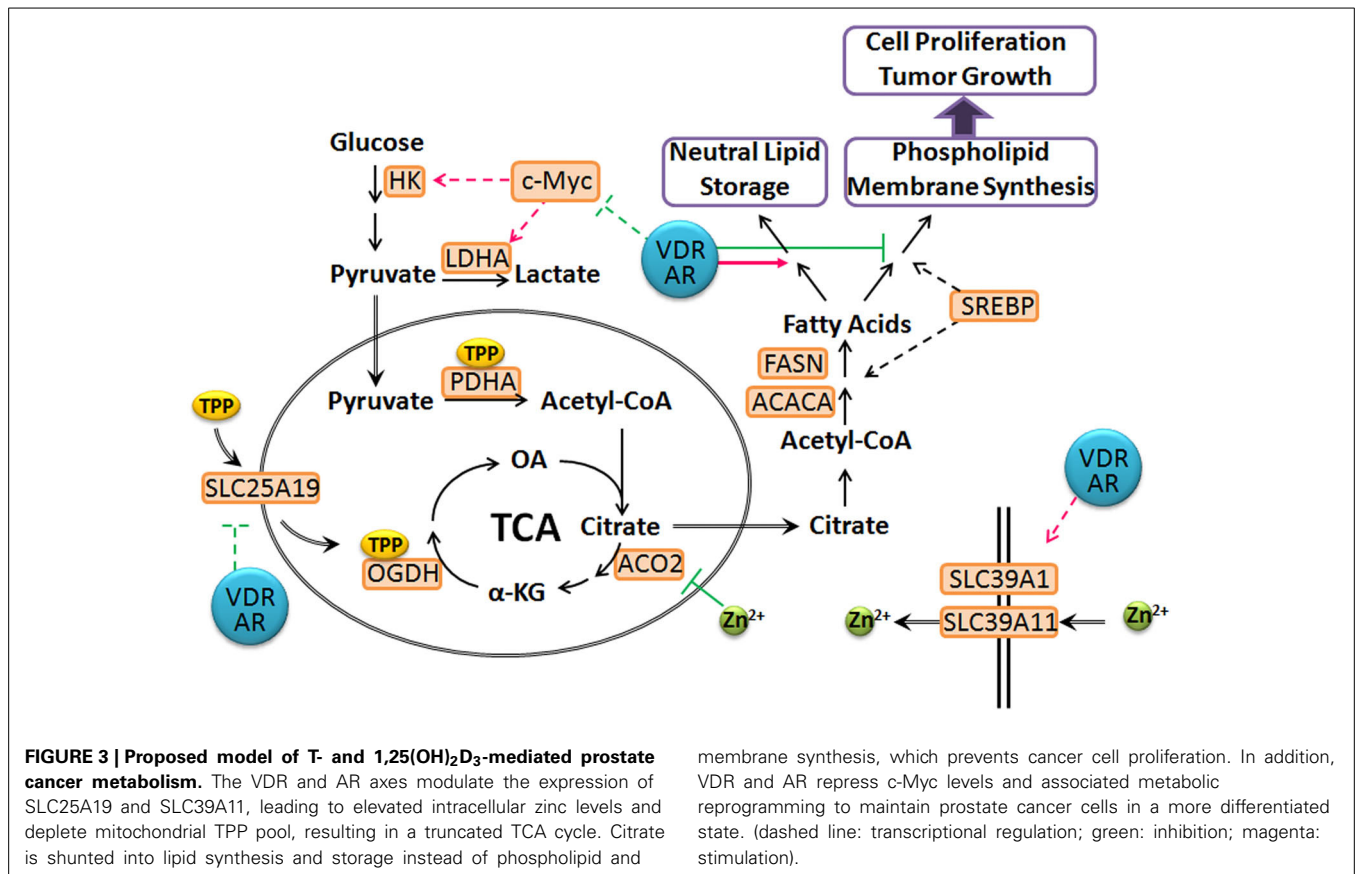 Cell Proliferation
Tumor Growth
Glucose
Neutral Lipid
Storage
Phospholipid
Membrane Synthesis
HK
c-Myc
VDR
AR
LDHA
Pyruvate
Lactate
SREBP
Fatty Acids
FASN
ACACA
Acetyl-CoA
Citrate
TPP
PDHA
Pyruvate
Acetyl-CoA
TPP
SLC25A19
OA
TCA
Citrate
TPP
OGDH
ACO2
α-KG
VDR
AR
Zn²⁺
VDR
AR
SLC39A1
Zn²⁺
SLC39A11
Zn²⁺
FIGURE 3 | Proposed model of T- and 1,25(OH)₂D₃-mediated prostate
cancer metabolism. The VDR and AR axes modulate the expression of
SLC25A19 and SLC39A11, leading to elevated intracellular zinc levels and
deplete mitochondrial TPP pool, resulting in a truncated TCA cycle. Citrate
is shunted into lipid synthesis and storage instead of phospholipid and
membrane synthesis, which prevents cancer cell proliferation. In addition,
VDR and AR repress c-Myc levels and associated metabolic
reprogramming to maintain prostate cancer cells in a more differentiated
state. (dashed line: transcriptional regulation; green: inhibition; magenta:
stimulation).